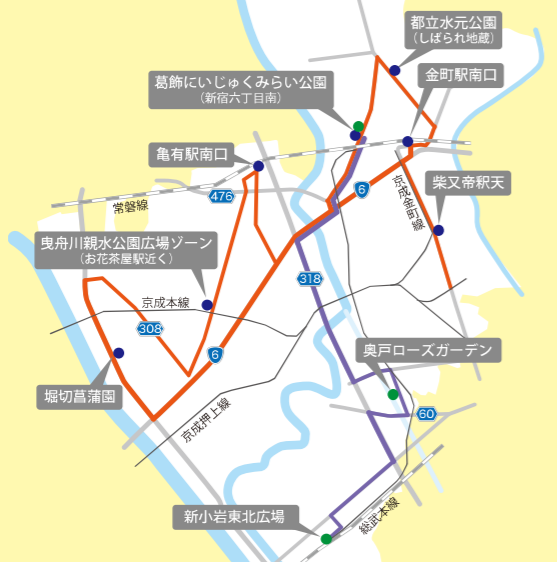 都立水元公園
（しばられ地蔵）
葛飾にいじゅくみらい公園
（新宿六丁目南）
金町駅南口
亀有駅南口
476
常磐線
6
京成金町線
柴又帝釈天
曳舟川親水公園広場ゾーン
（お花茶屋駅近く）
318
京成本線
308
6
奥戸ローズガーデン
堀切菖蒲園
60
京成押上線
新小岩東北広場
総武本線